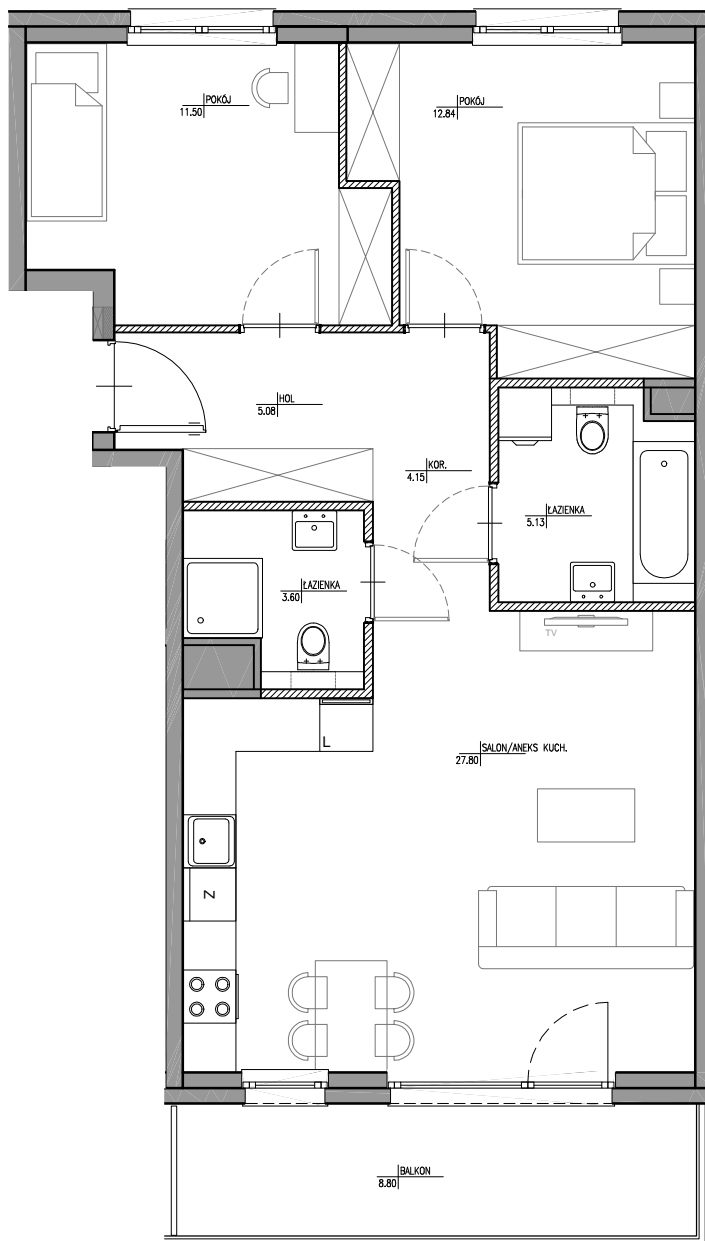 POKÓJ
11.50
POKÓJ
12.84
HOL
5.08
KOR.
4.15
ŁAZIENKA
5.13
ŁAZIENKA
3.60
TV
L
SALON/ANEKS KUCH.
27.80
Z
BALKON
8.80